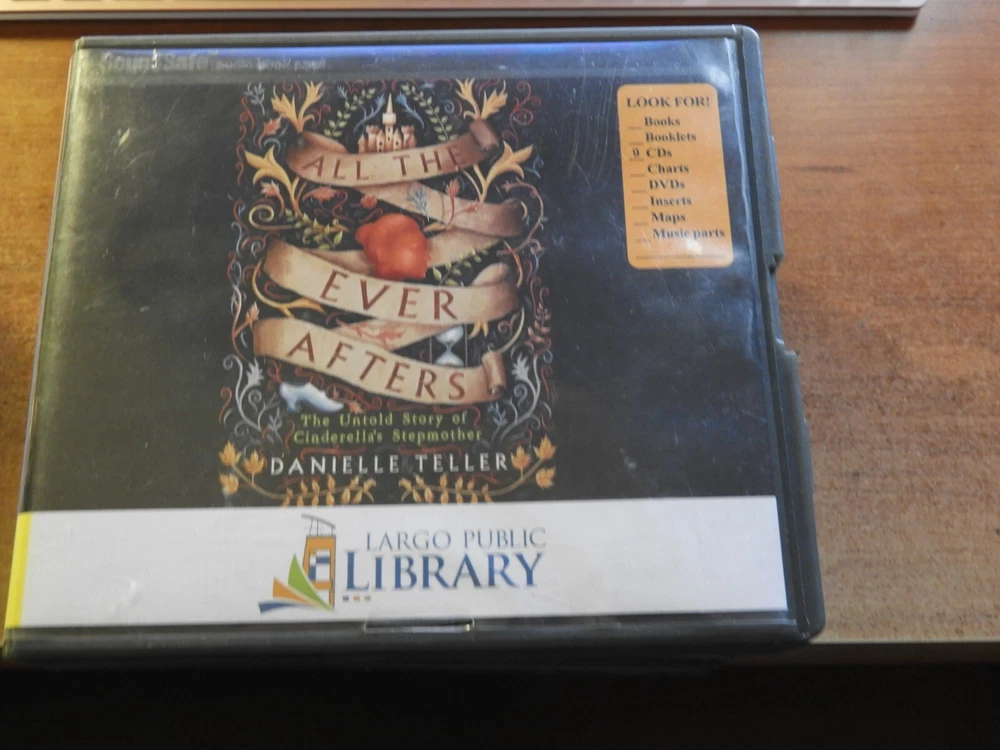 SoundSafe
ALL THE
EVER
AFTERS
The Untold Story of
Cinderella's Stepmother
DANIELLE TELLER
LOOK FOR!
Books
Booklets
9 CDs
Charts
DVDs
Inserts
Maps
Music parts
LARGO PUBLIC
LIBRARY